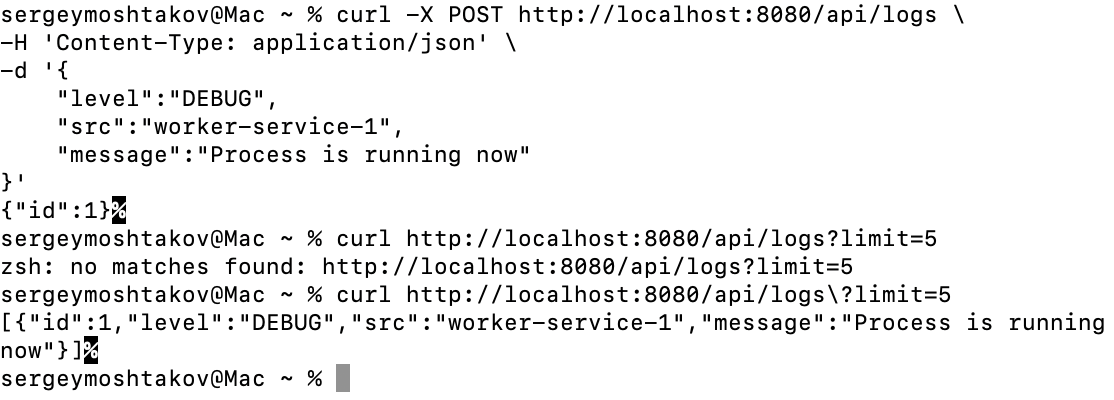 sergeymoshtakov@Mac ~ % curl -X POST http://localhost:8080/api/logs \
-H 'Content-Type: application/json' \
-d '{
    "level":"DEBUG",
    "src":"worker-service-1",
    "message":"Process is running now"
}'
{"id":1}%
sergeymoshtakov@Mac ~ % curl http://localhost:8080/api/logs?limit=5
zsh: no matches found: http://localhost:8080/api/logs?limit=5
sergeymoshtakov@Mac ~ % curl http://localhost:8080/api/logs\?limit=5
[{"id":1,"level":"DEBUG","src":"worker-service-1","message":"Process is running
now"}]%
sergeymoshtakov@Mac ~ %